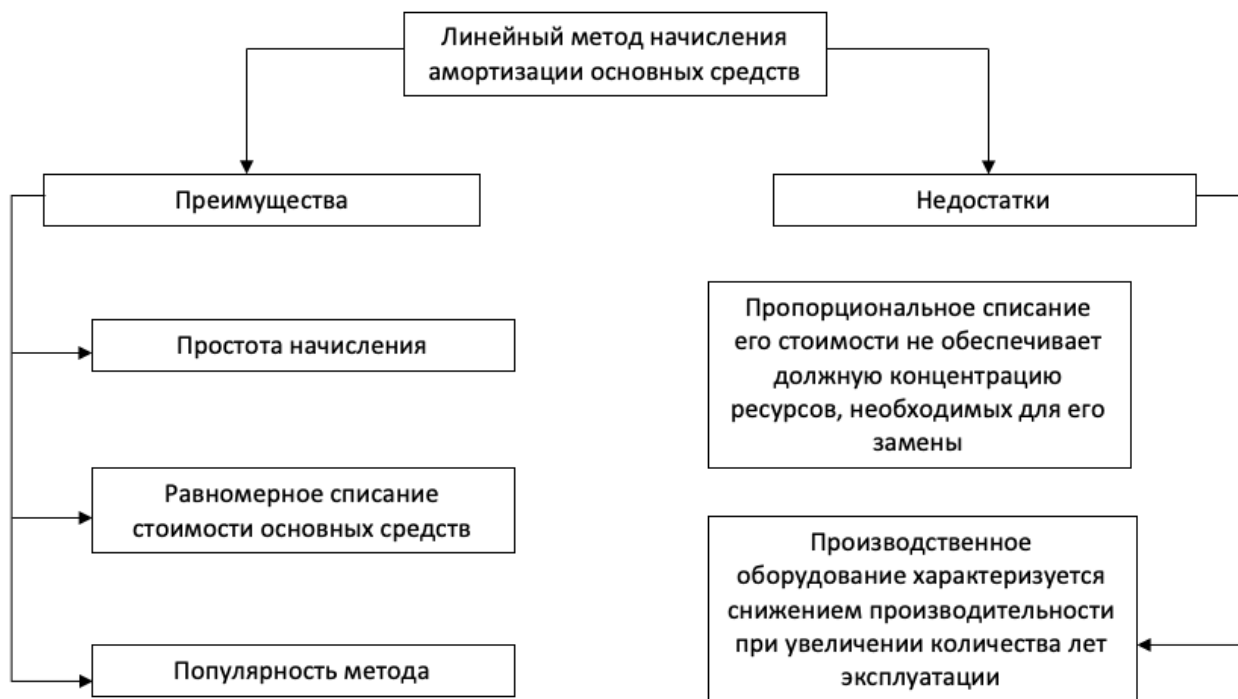 Линейный метод начисления
амортизации основных средств
Преимущества
Недостатки
Простота начисления
Равномерное списание
стоимости основных средств
Популярность метода
Пропорциональное списание
его стоимости не обеспечивает
должную концентрацию
ресурсов, необходимых для его
замены
Производственное
оборудование характеризуется
снижением производительности
при увеличении количества лет
эксплуатации